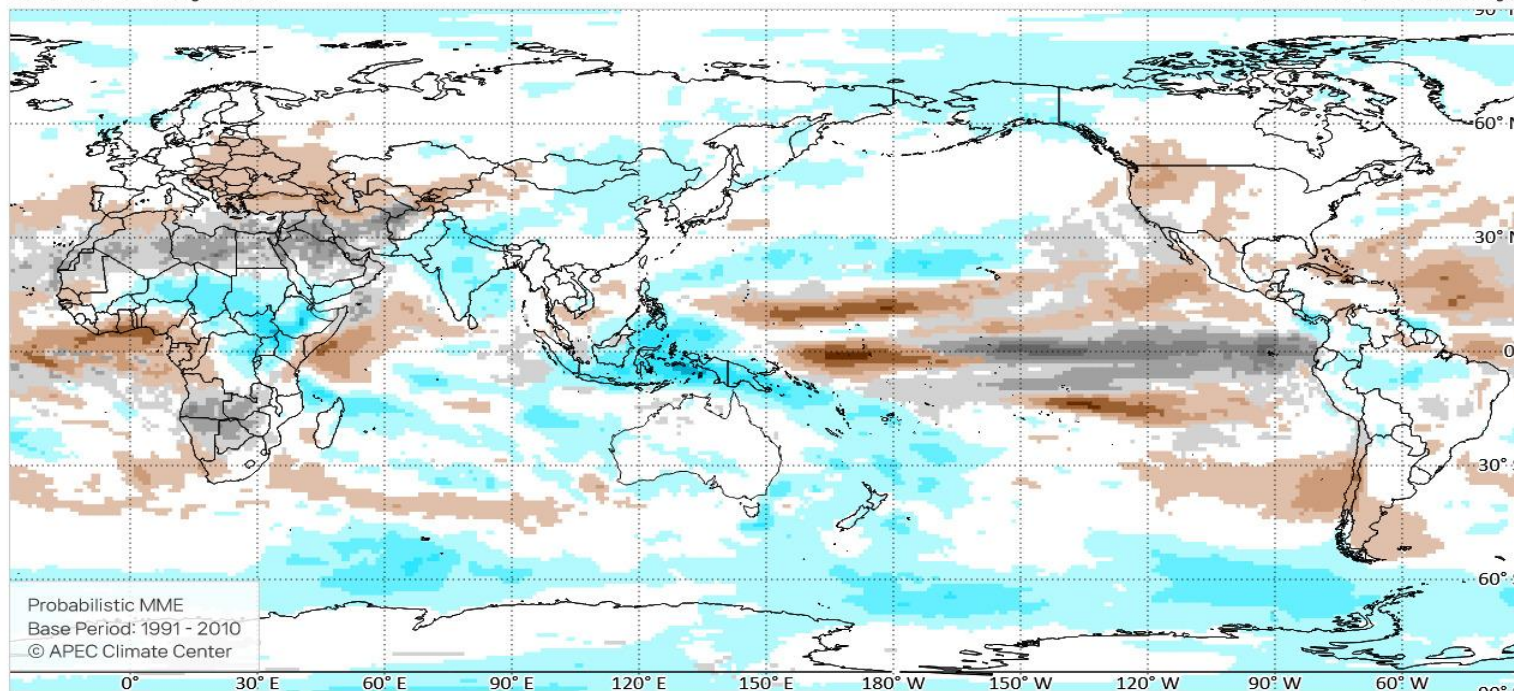 90°
60° N
30° N
0
30° S
60° S
Probabilistic MME
Base Period: 1991 - 2010
© APEC Climate Center
0° 30° E 60° E 90° E 120° E 150° E 180° W 150° W 120° W 90° W 60° W